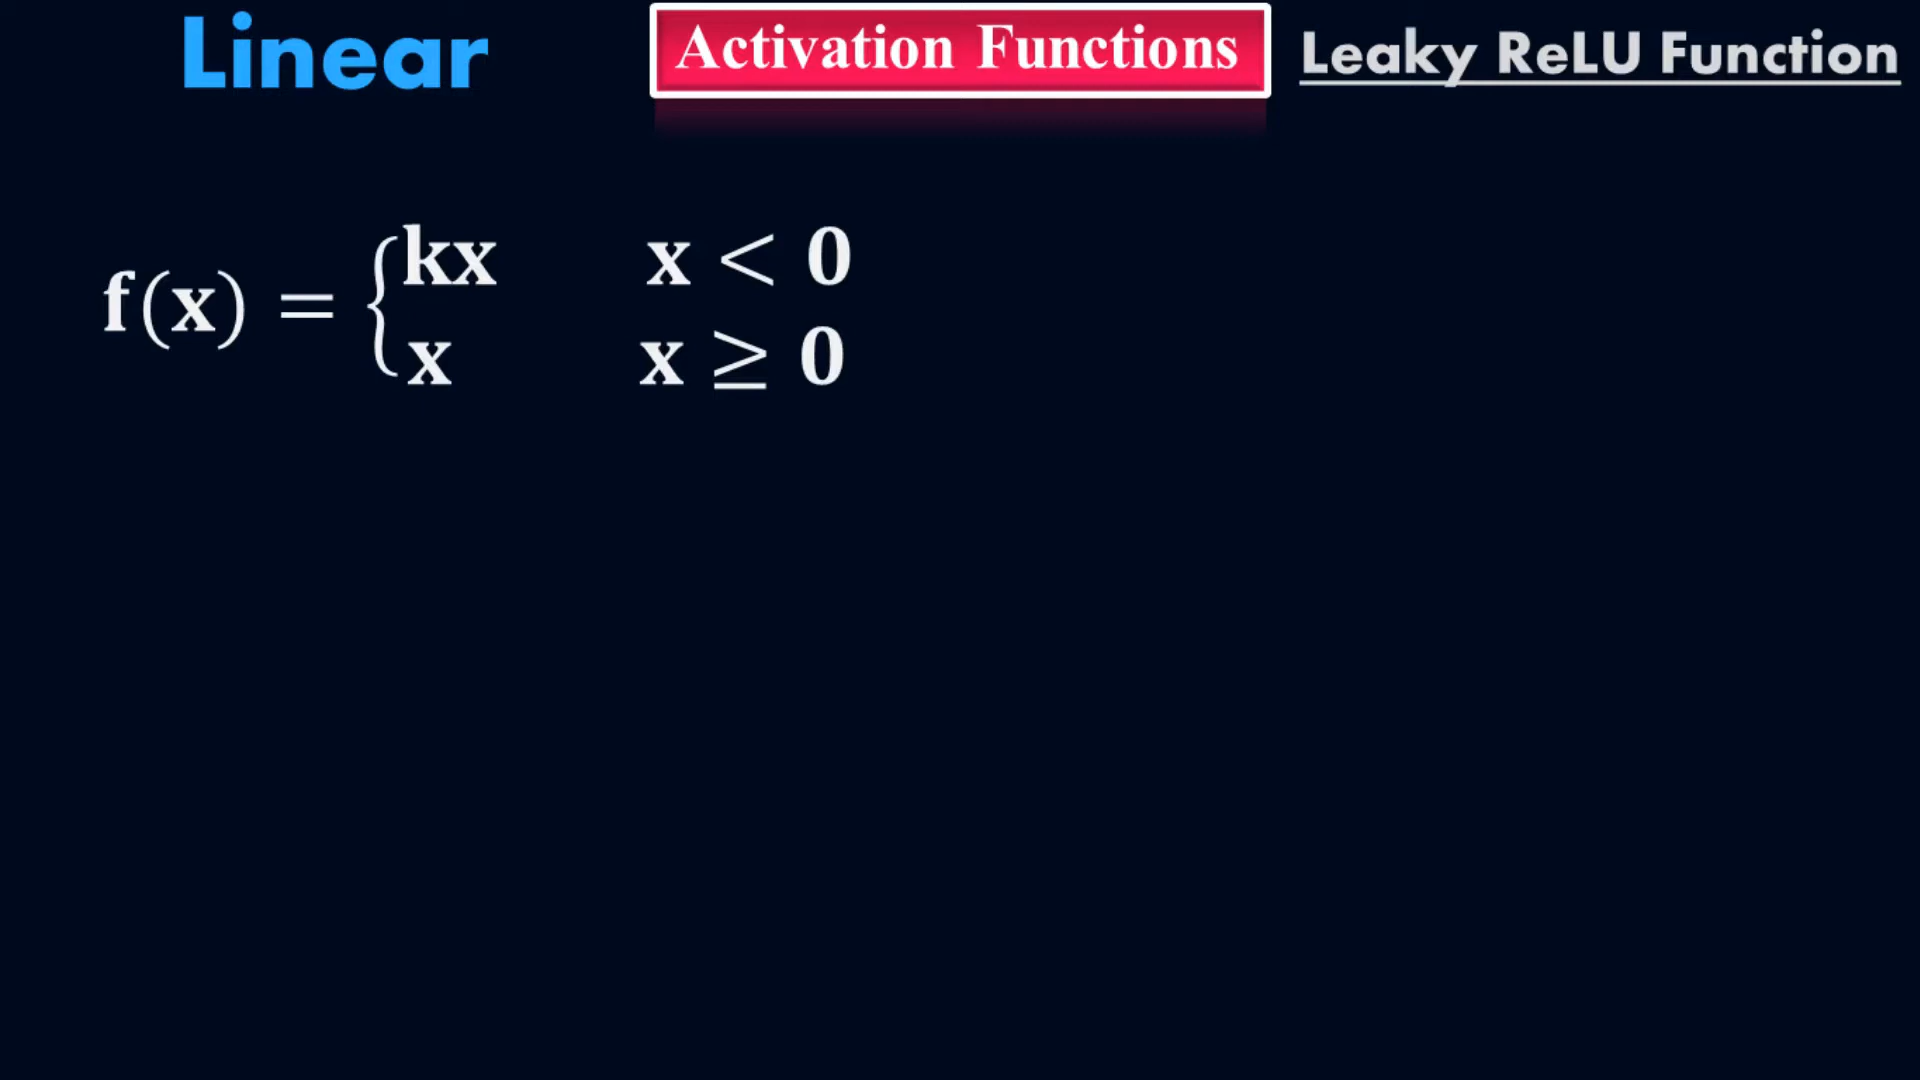 Linear
Activation Functions
Leaky ReLU Function
f(x) = {kx x < 0
x x ≥ 0